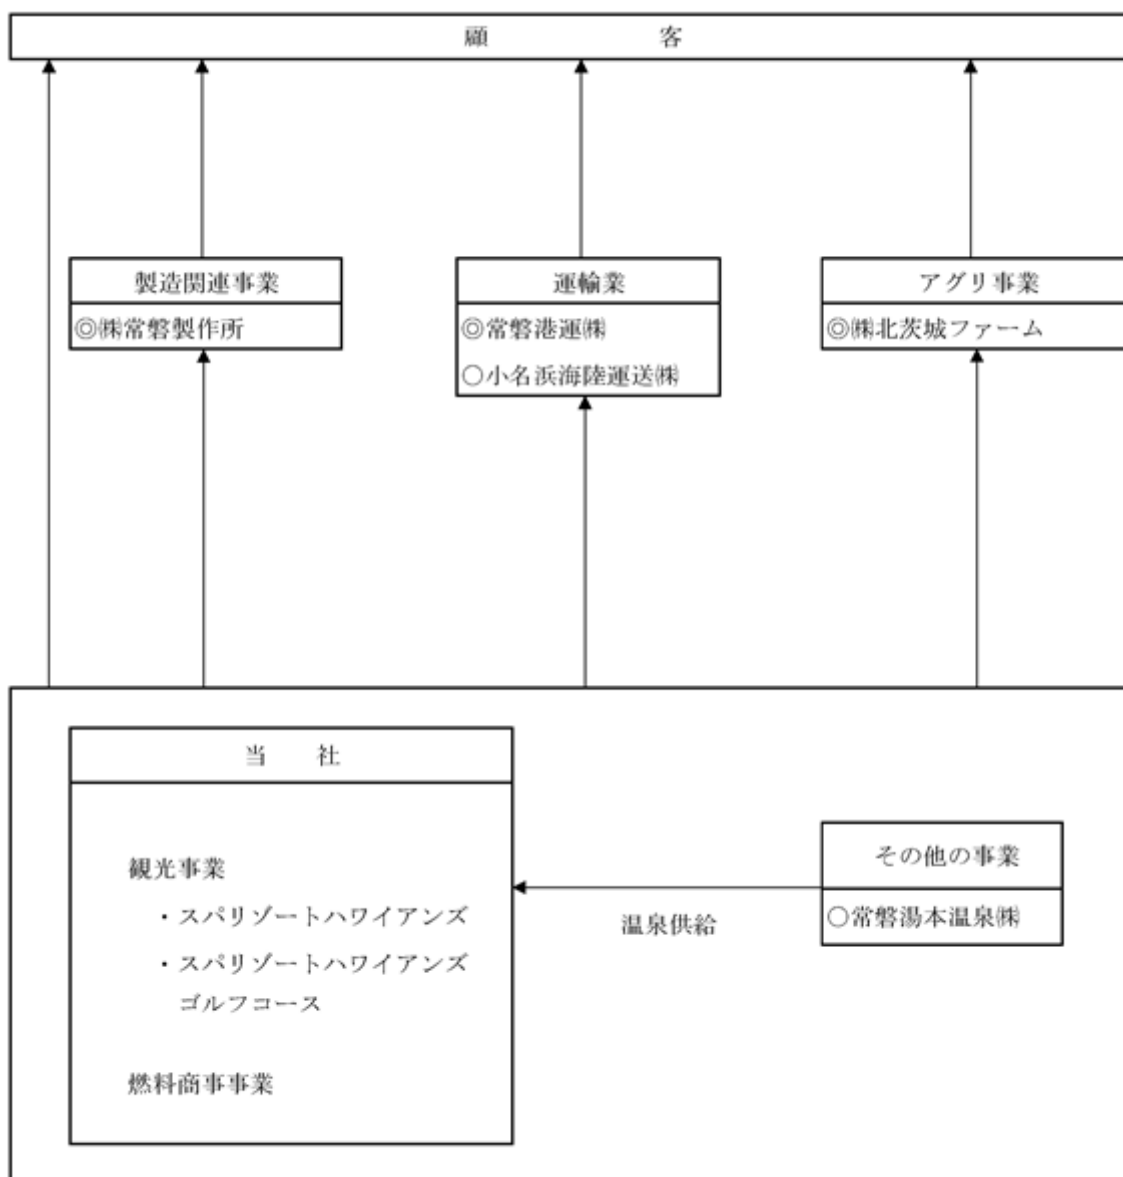 顧　客
製造関連事業
◎㈱常磐製作所
運輸業
◎常磐港運㈱
○小名浜海陸運送㈱
アグリ事業
◎㈱北茨城ファーム
当　社
観光事業
・スパリゾートハワイアンズ
・スパリゾートハワイアンズ
ゴルフコース
燃料商事事業
温泉供給
その他の事業
○常磐湯本温泉㈱